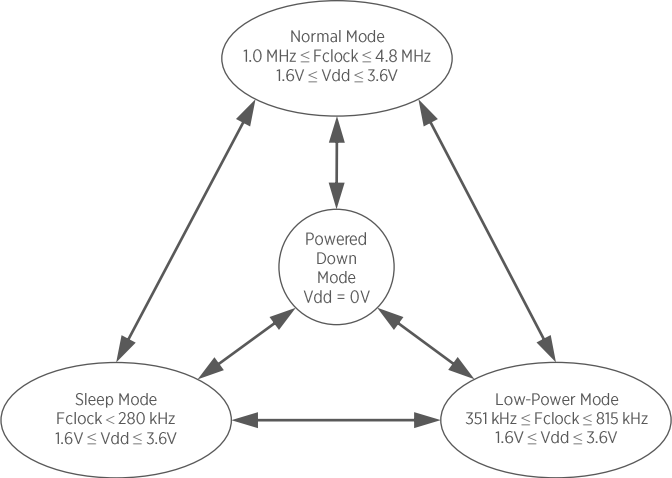 Normal Mode
1.0 MHz ≤ Fclock ≤ 4.8 MHz
1.6V ≤ Vdd ≤ 3.6V
Powered
Down
Mode
Vdd = 0V
Sleep Mode
Fclock < 280 kHz
1.6V ≤ Vdd ≤ 3.6V
Low-Power Mode
351 kHz ≤ Fclock ≤ 815 kHz
1.6V ≤ Vdd ≤ 3.6V